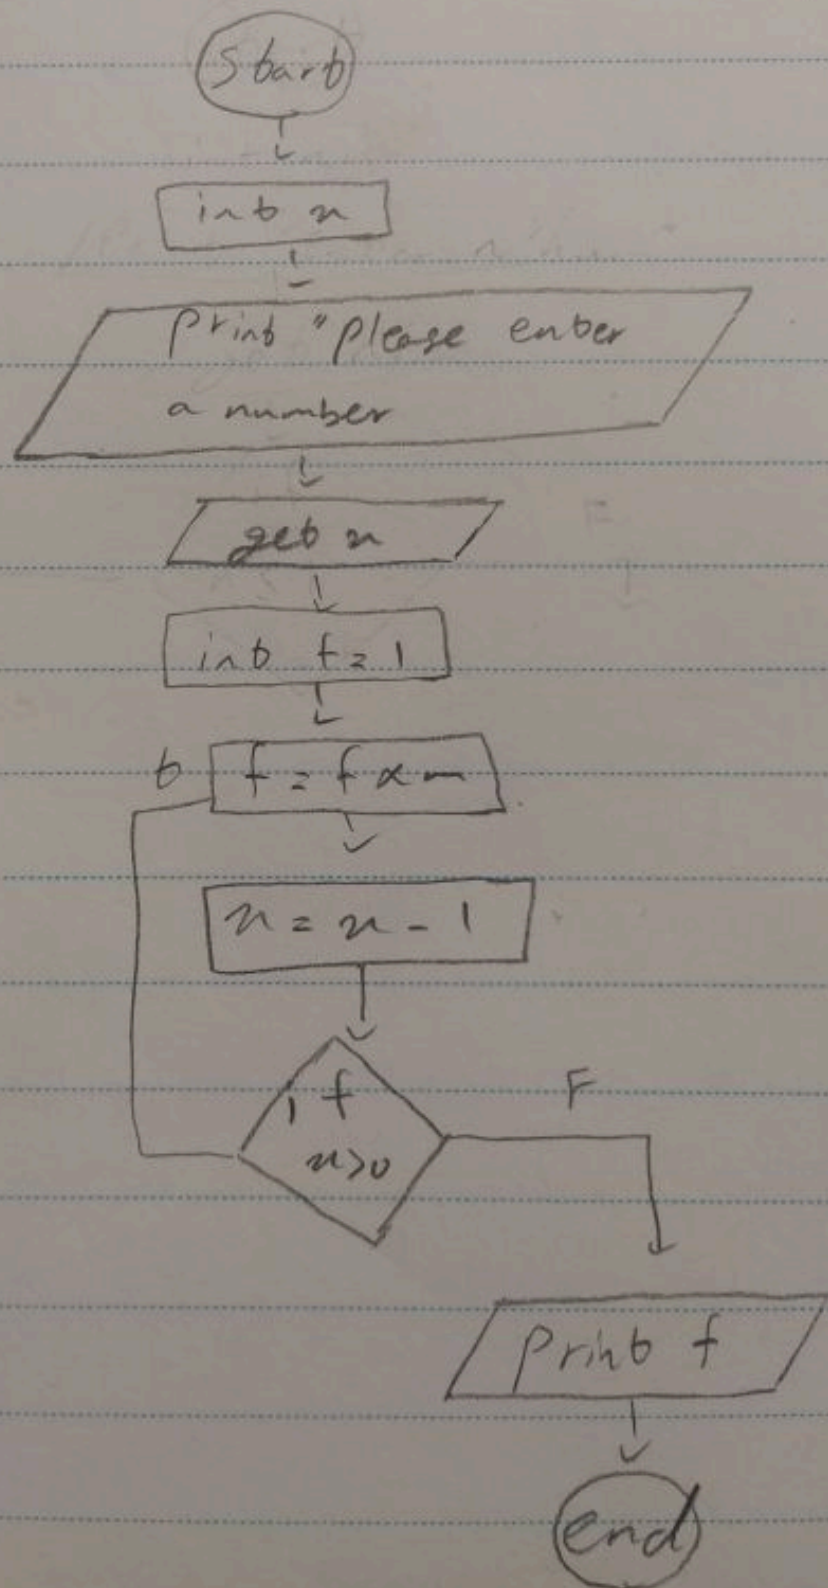 Start
int n
Print "Please enter
a number
get n
int f = 1
t
f = f ×
n = n - 1
if
n>0
F
Print f
end